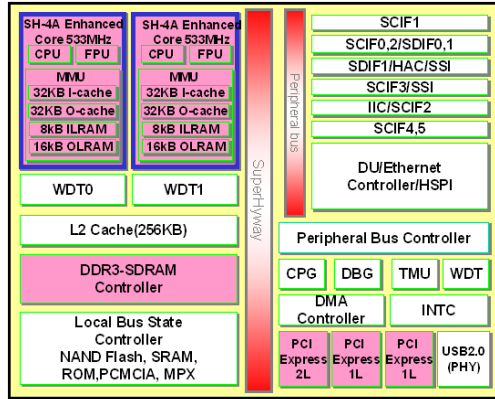 SH-4A Enhanced
Core 533MHz
CPU FPU
MMU
32KB I-cache
32KB O-cache
8kB ILRAM
16kB OLRAM
SH-4A Enhanced
Core 533MHz
CPU FPU
MMU
32KB I-cache
32KB O-cache
8kB ILRAM
16kB OLRAM
WDT0
WDT1
L2 Cache(256KB)
DDR3-SDRAM
Controller
Local Bus State
Controller
NAND Flash, SRAM,
ROM,PCMCIA, MPX
SuperHyway
Peripheral bus
SCIF1
SCIF0,2/SDIF0,1
SDIF1/HAC/SSI
SCIF3/SSI
IIC/SCIF2
SCIF4,5
DU/Ethernet
Controller/HSPI
Peripheral Bus Controller
CPG
DBG
TMU
WDT
DMA
Controller
INTC
PCI
Express
2L
PCI
Express
1L
PCI
Express
1L
USB2.0
(PHY)